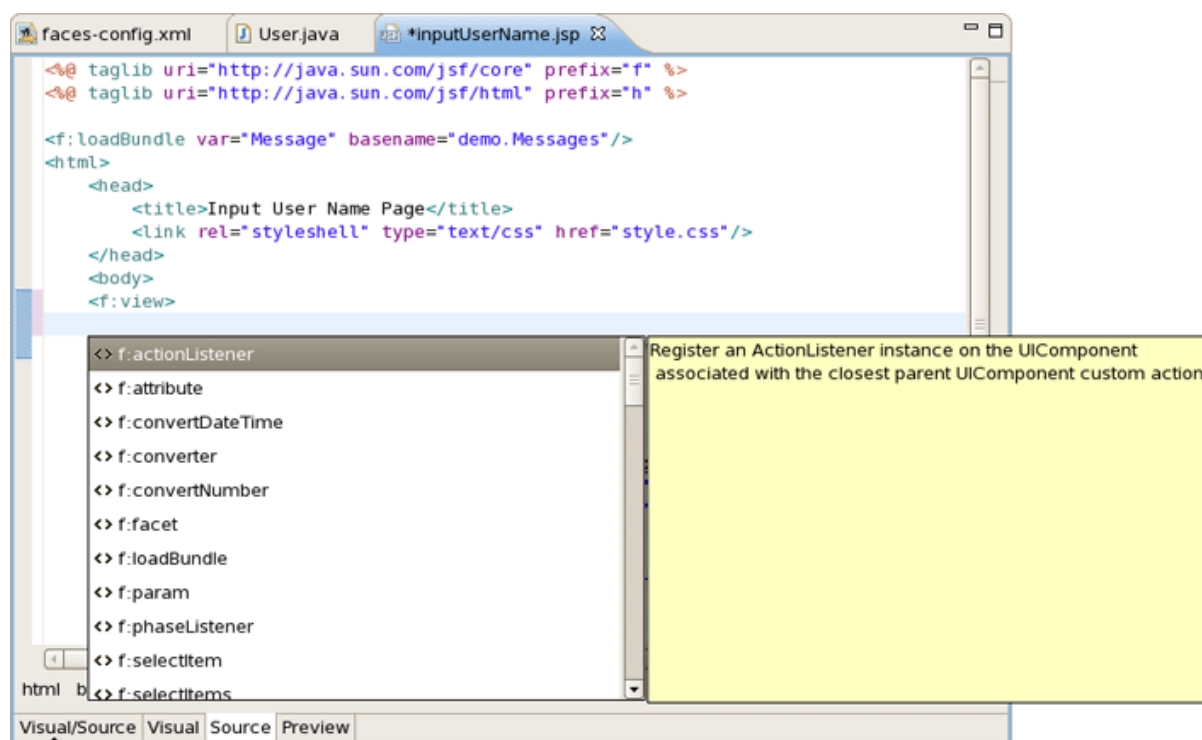 faces-config.xml User.java *inputUserName.jsp
<%@ taglib uri="http://java.sun.com/jsf/core" prefix="f" %>
<%@ taglib uri="http://java.sun.com/jsf/html" prefix="h" %>
<f:loadBundle var="Message" basename="demo.Messages"/>
<html>
<head>
<title>Input User Name Page</title>
<link rel="styleshell" type="text/css" href="style.css"/>
</head>
<body>
<f:view>
f:actionListener
f:attribute
f:convertDateTime
f:converter
f:convertNumber
f:facet
f:loadBundle
f:param
f:phaseListener
f:selectItem
f:selectItems
Register an ActionListener instance on the UIComponent
associated with the closest parent UIComponent custom action
html b
Visual/Source Visual Source Preview